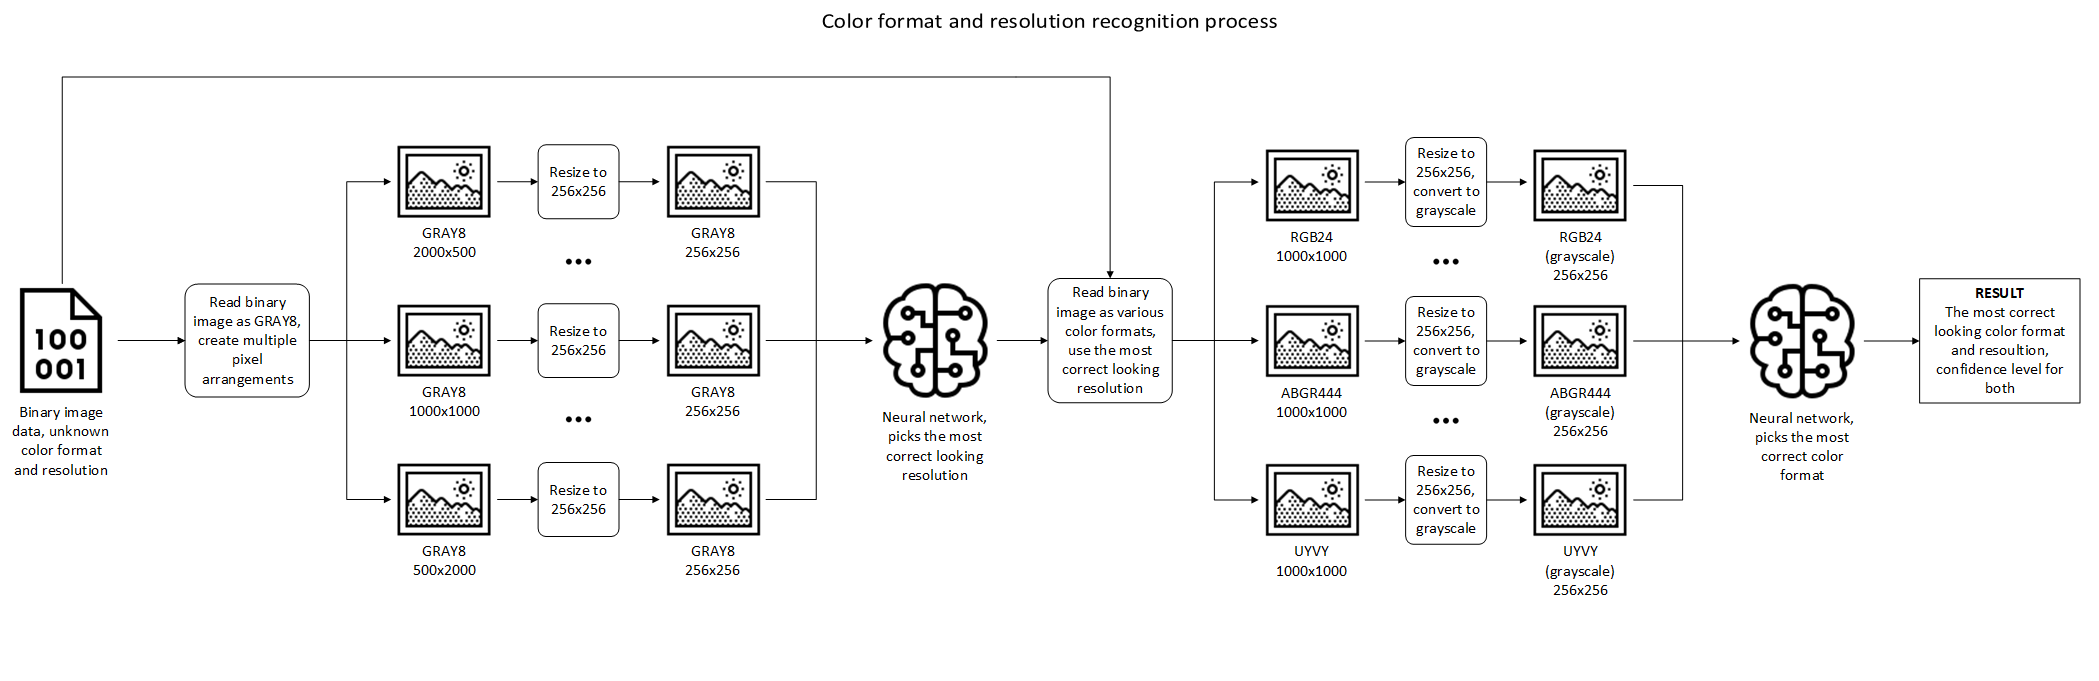 Color format and resolution recognition process
100
001
Binary image
data, unknown
color format
and resolution
Read binary
image as GRAY8,
create multiple
pixel
arrangements
GRAY8
2000x500
Resize to
256x256
GRAY8
256x256
•••
GRAY8
1000x1000
Resize to
256x256
GRAY8
256x256
•••
GRAY8
500x2000
Resize to
256x256
GRAY8
256x256
Neural network,
picks the most
correct looking
resolution
Read binary
image as various
color formats,
use the most
correct looking
resolution
RGB24
1000x1000
Resize to
256x256,
convert to
grayscale
RGB24
(grayscale)
256x256
•••
ABGR444
1000x1000
Resize to
256x256,
convert to
grayscale
ABGR444
(grayscale)
256x256
•••
UYVY
1000x1000
Resize to
256x256,
convert to
grayscale
UYVY
(grayscale)
256x256
Neural network,
picks the most
correct color
format
RESULT
The most correct
looking color format
and resoultion,
confidence level for
both